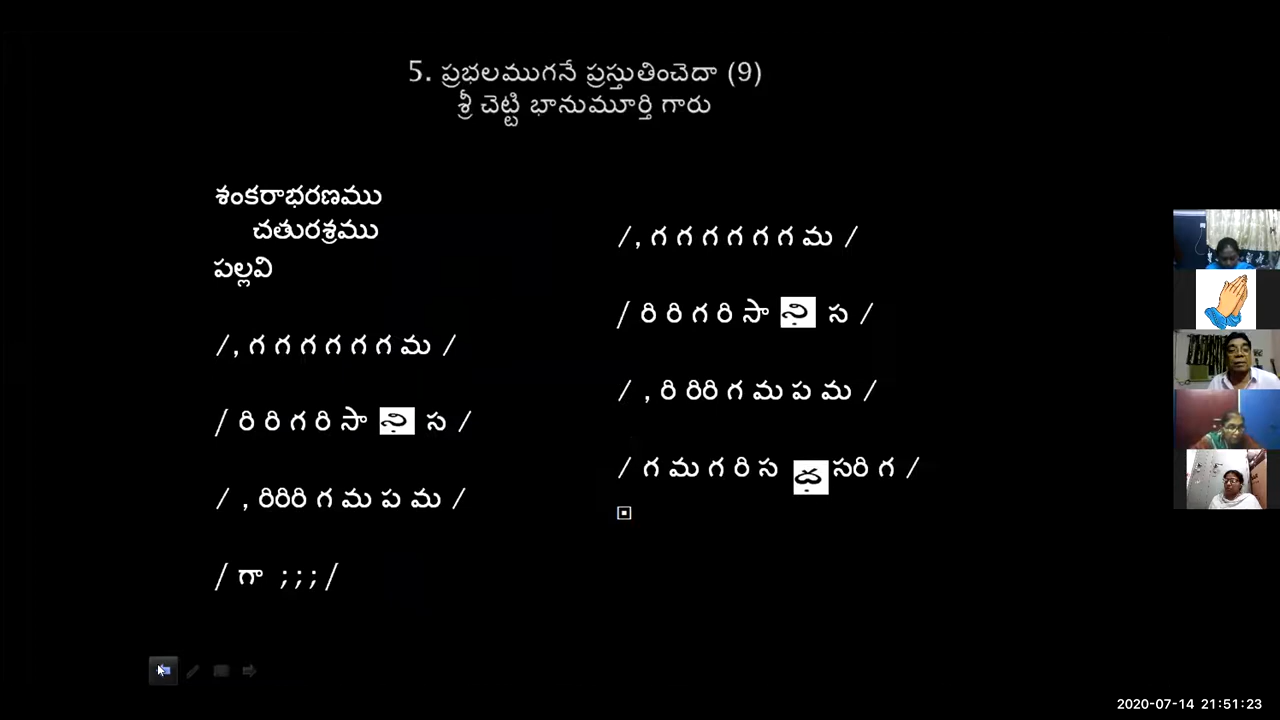 5. ప్రభలముగనే ప్రస్తుతించెదా (9)
శ్రీ చెట్టి భానుమూర్తి గారు
శంకరాభరణము
చతురశ్రము
పల్లవి
/, గ గ గ గ గ గ మ /
/ రి రి గ రి సా ని స /
/ , రిరిరి గ మ ప మ /
/ గా ;;; /
/, గ గ గ గ గ గ మ /
/ రి రి గ రి సా ని స /
/ , రి రిరి గ మ ప మ /
/ గ మ గ రి స ధ సరి గ /
2020-07-14 21:51:23